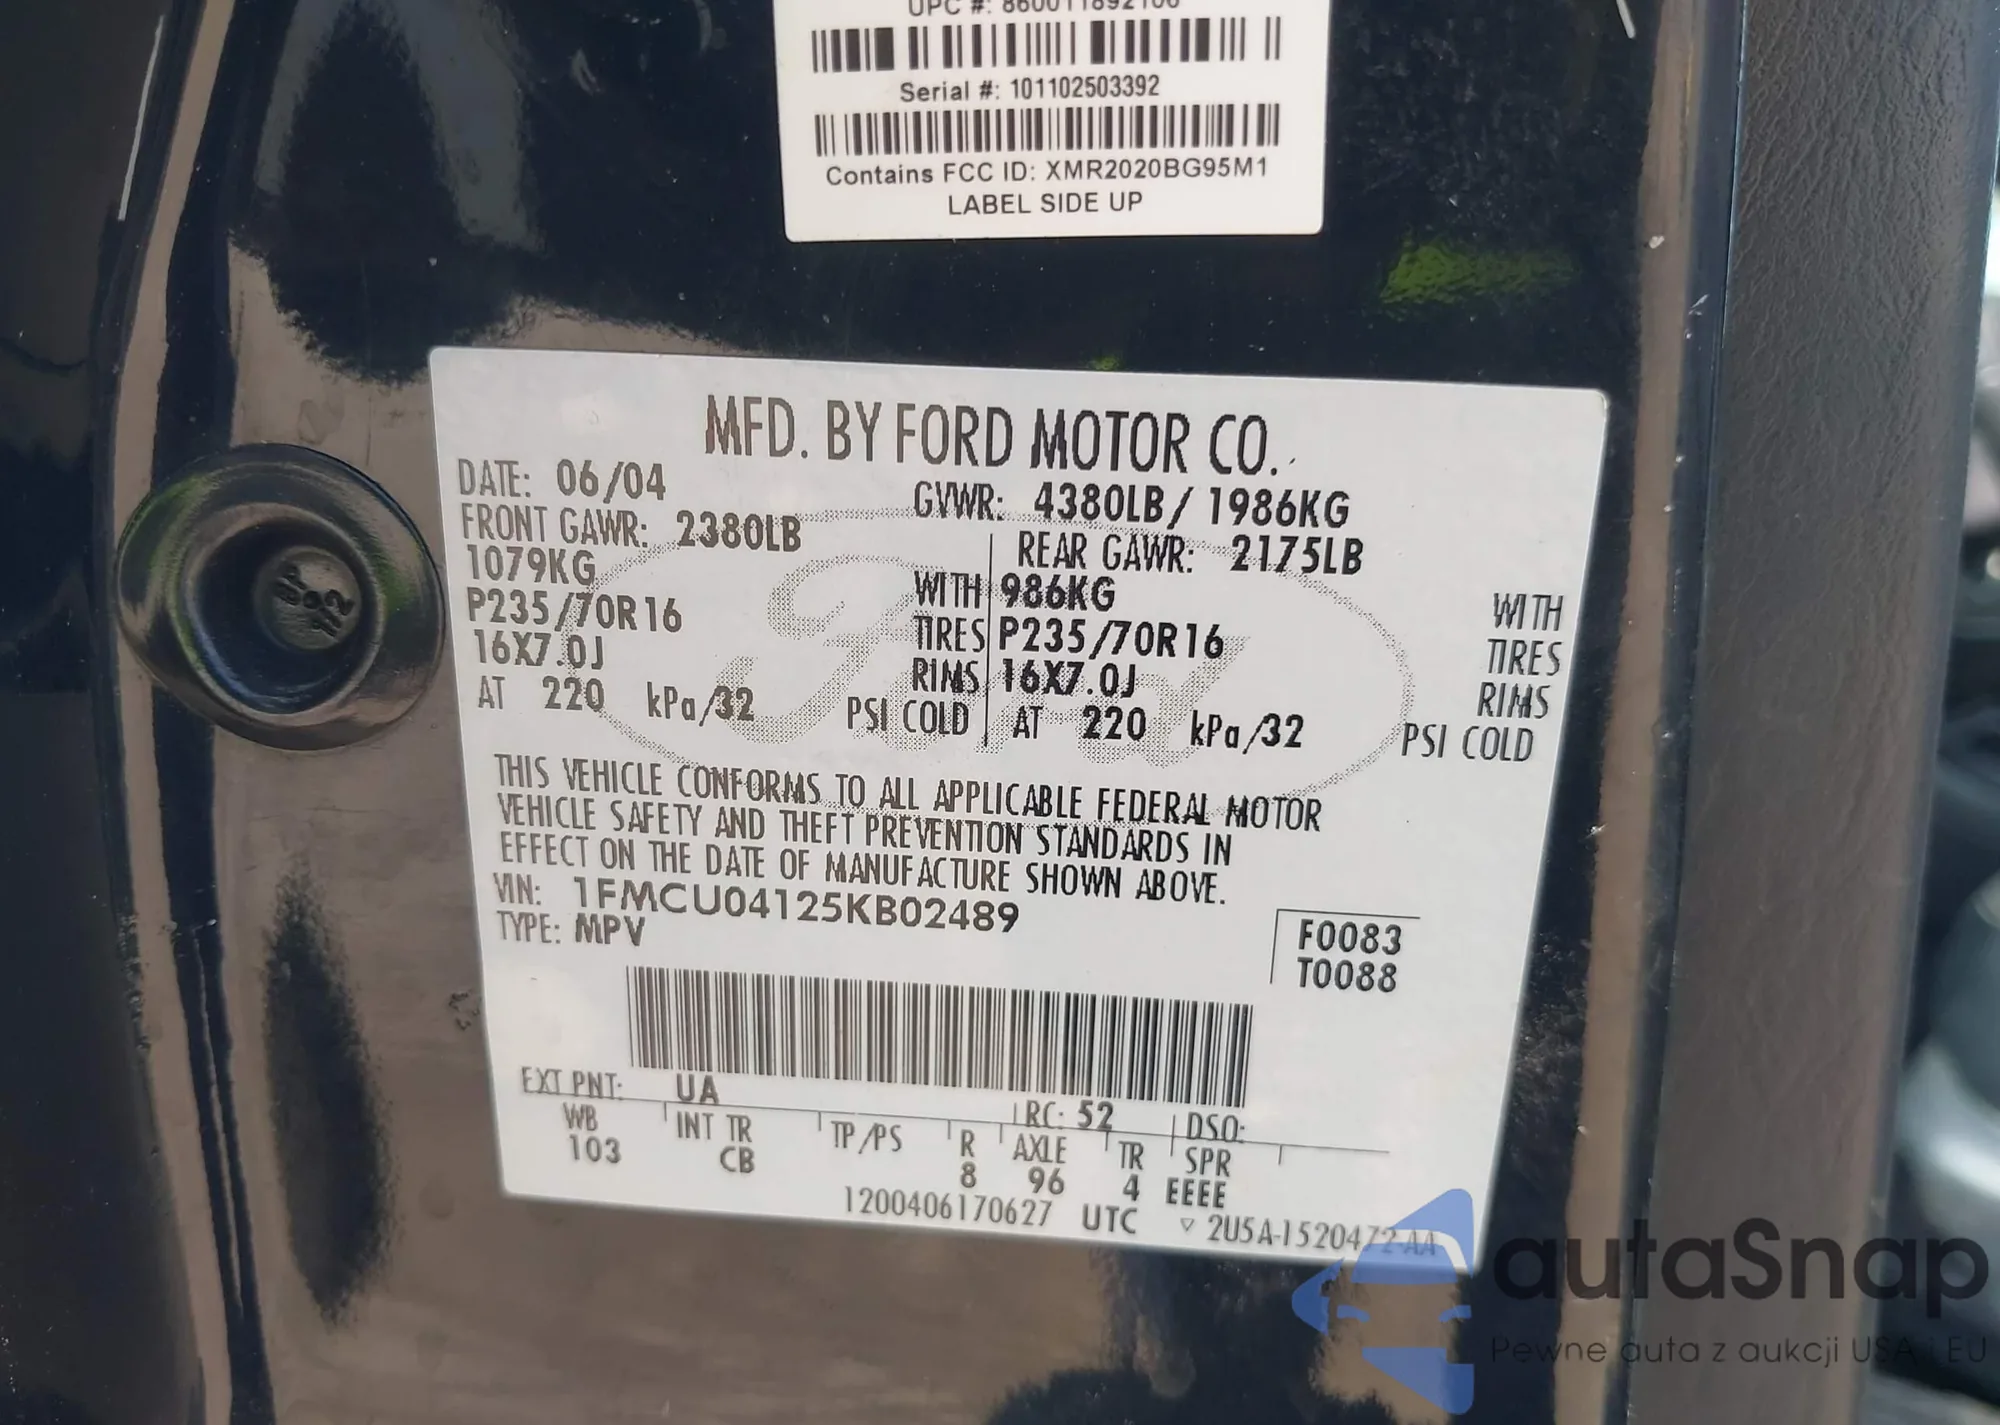 UPC #: 860011892106
Serial #: 101102503392
Contains FCC ID: XMR2020BG95M1
LABEL SIDE UP
MFD. BY FORD MOTOR CO.
DATE: 06/04 GVWR: 4380LB/ 1986KG
FRONT GAWR: 2380LB REAR GAWR: 2175LB
1079KG WITH 986KG WITH
P235/70R16 TIRES P235/70R16 TIRES
16X7.0J RIMS 16X7.0J RIMS
AT 220 kPa/32 PSI COLD AT 220 kPa/32 PSI COLD
THIS VEHICLE CONFORMS TO ALL APPLICABLE FEDERAL MOTOR
VEHICLE SAFETY AND THEFT PREVENTION STANDARDS IN
EFFECT ON THE DATE OF MANUFACTURE SHOWN ABOVE.
VIN: 1FMCU04125KB02489
TYPE: MPV
F0083
T0088
EXT PNT: UA RC: 52 DSO:
WB INT TR TP/PS R AXLE TR SPR
103 CB 8 96 4 EEEE
1200406170627 UTC ▽ 2U5A-1520472-AA
autaSnap
Pewne auta z aukcji USA i EU